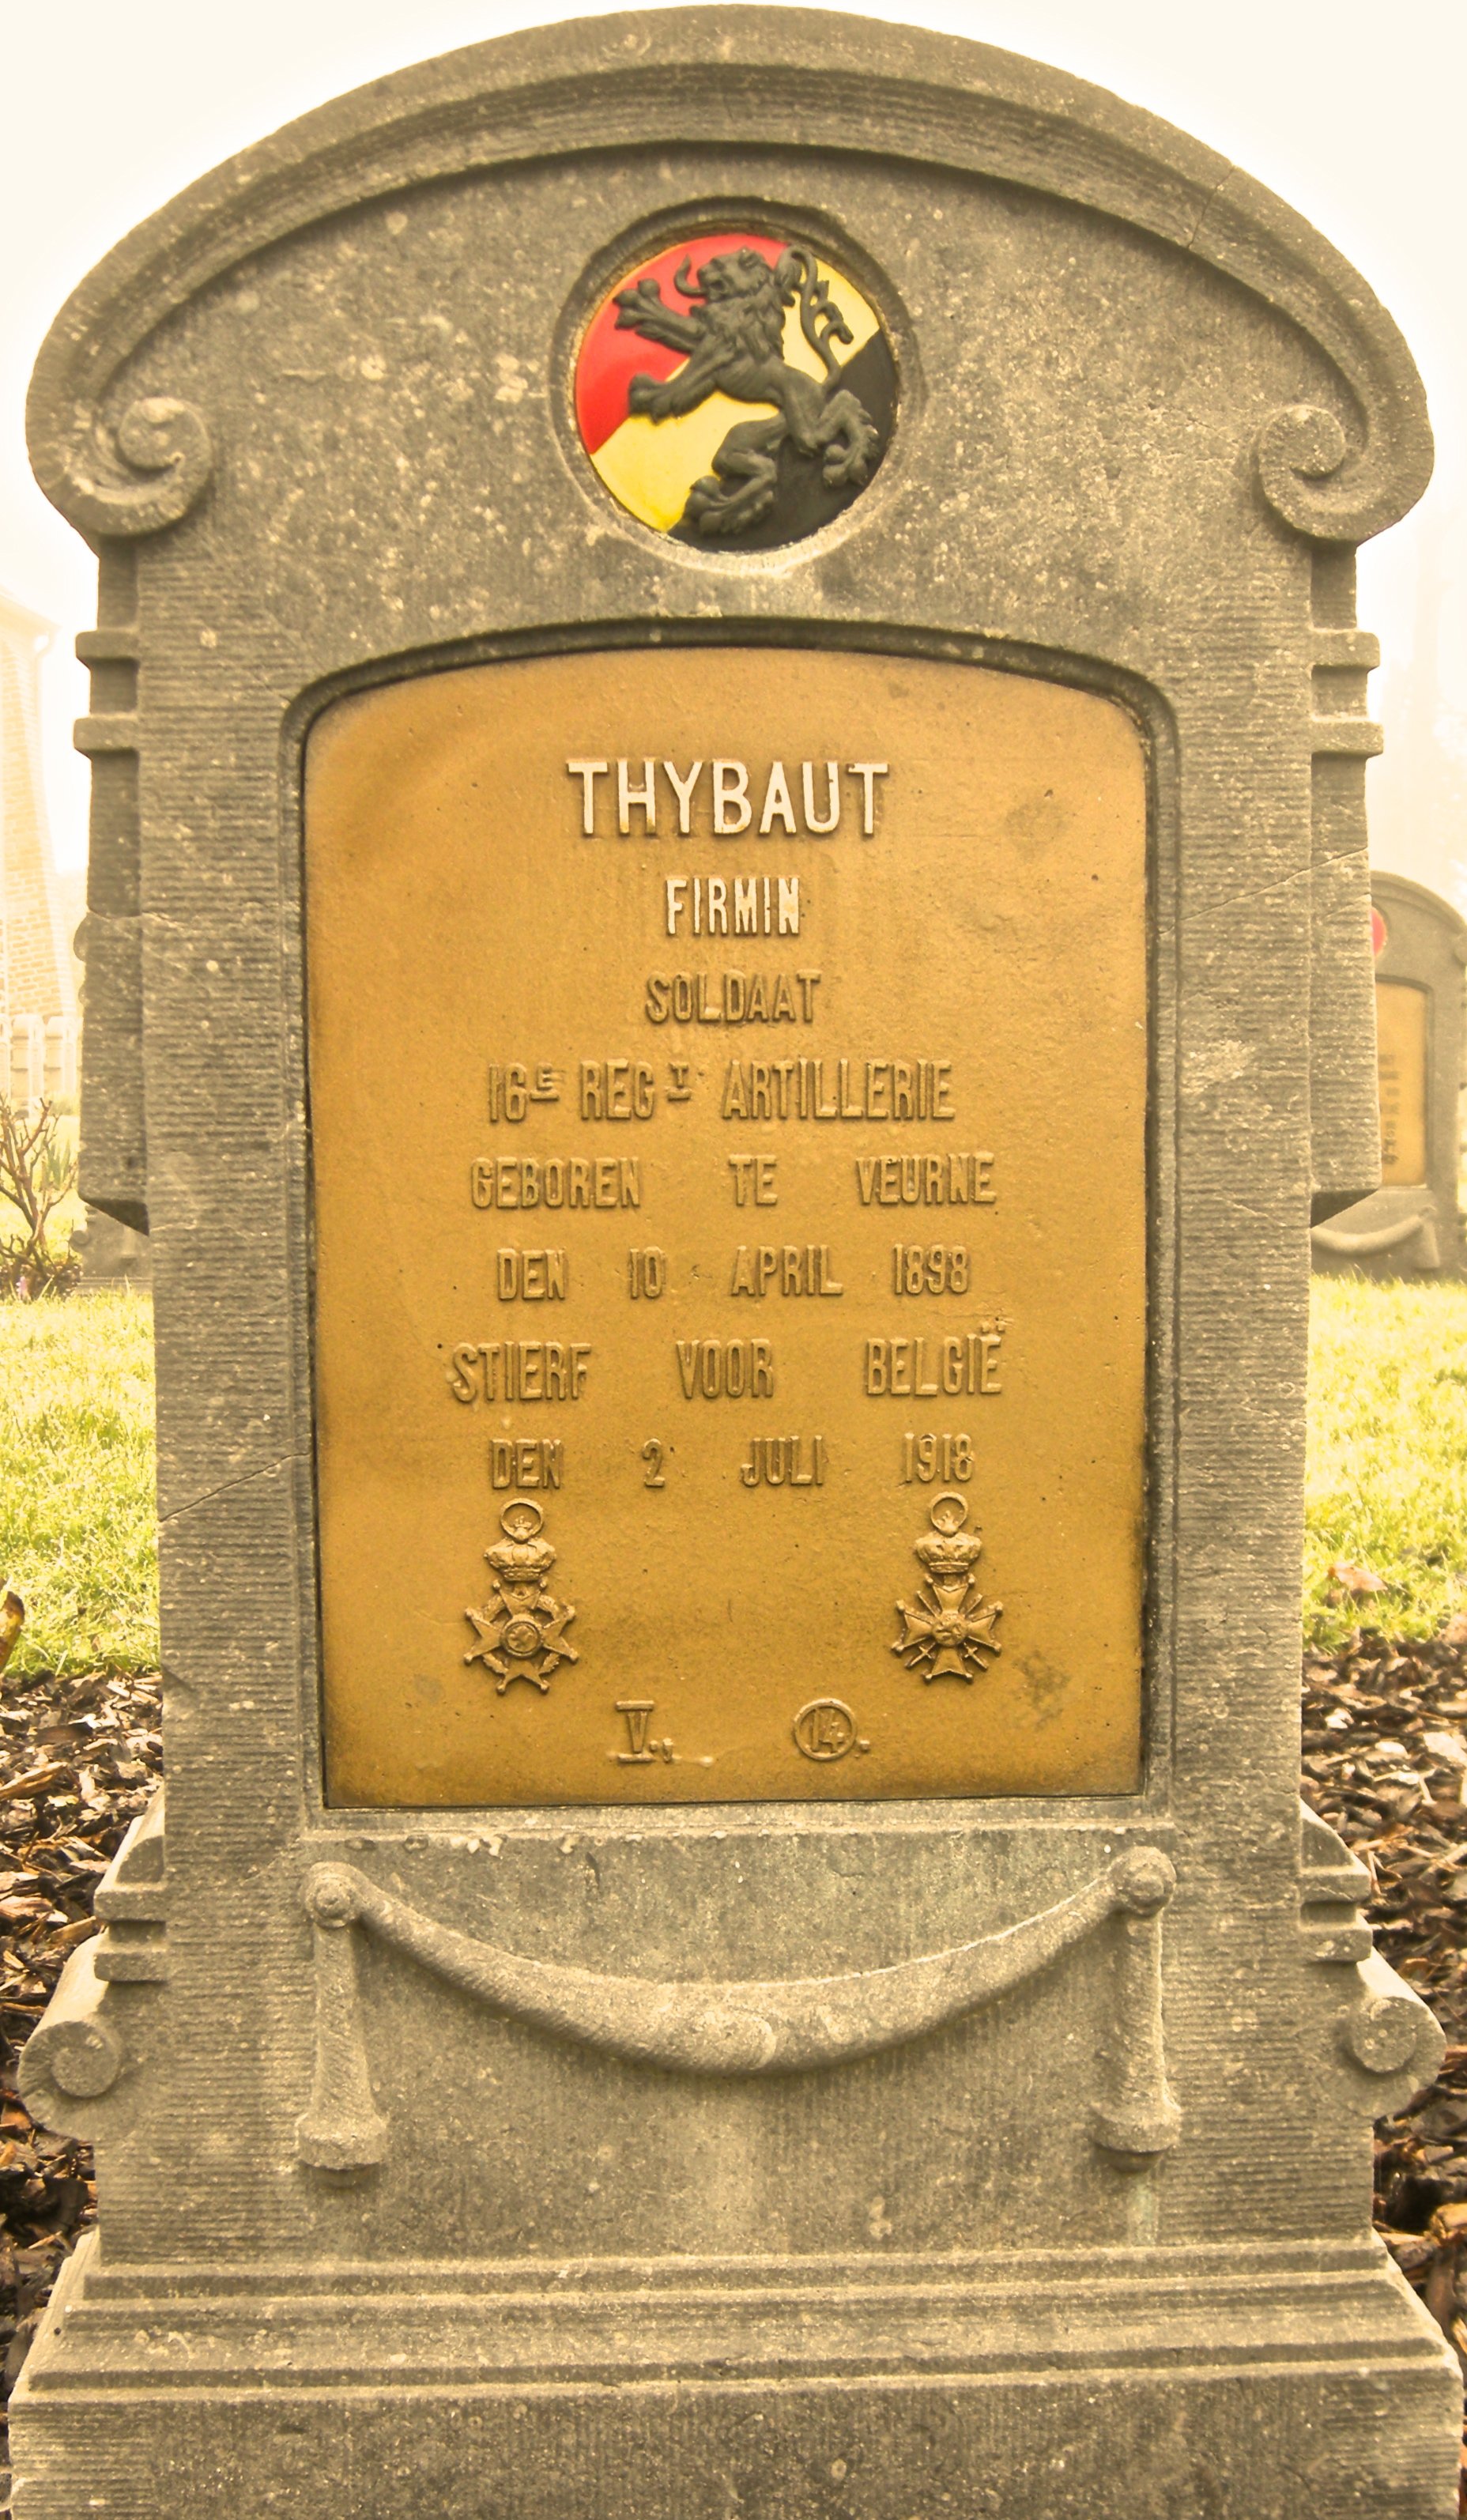 THYBAUT
FIRMIN
SOLDAAT
16E REGT ARTILLERIE
GEBOREN TE VEURNE
DEN 10 APRIL 1898
STIERF VOOR BELGIË
DEN 2 JULI 1918
V., 14.